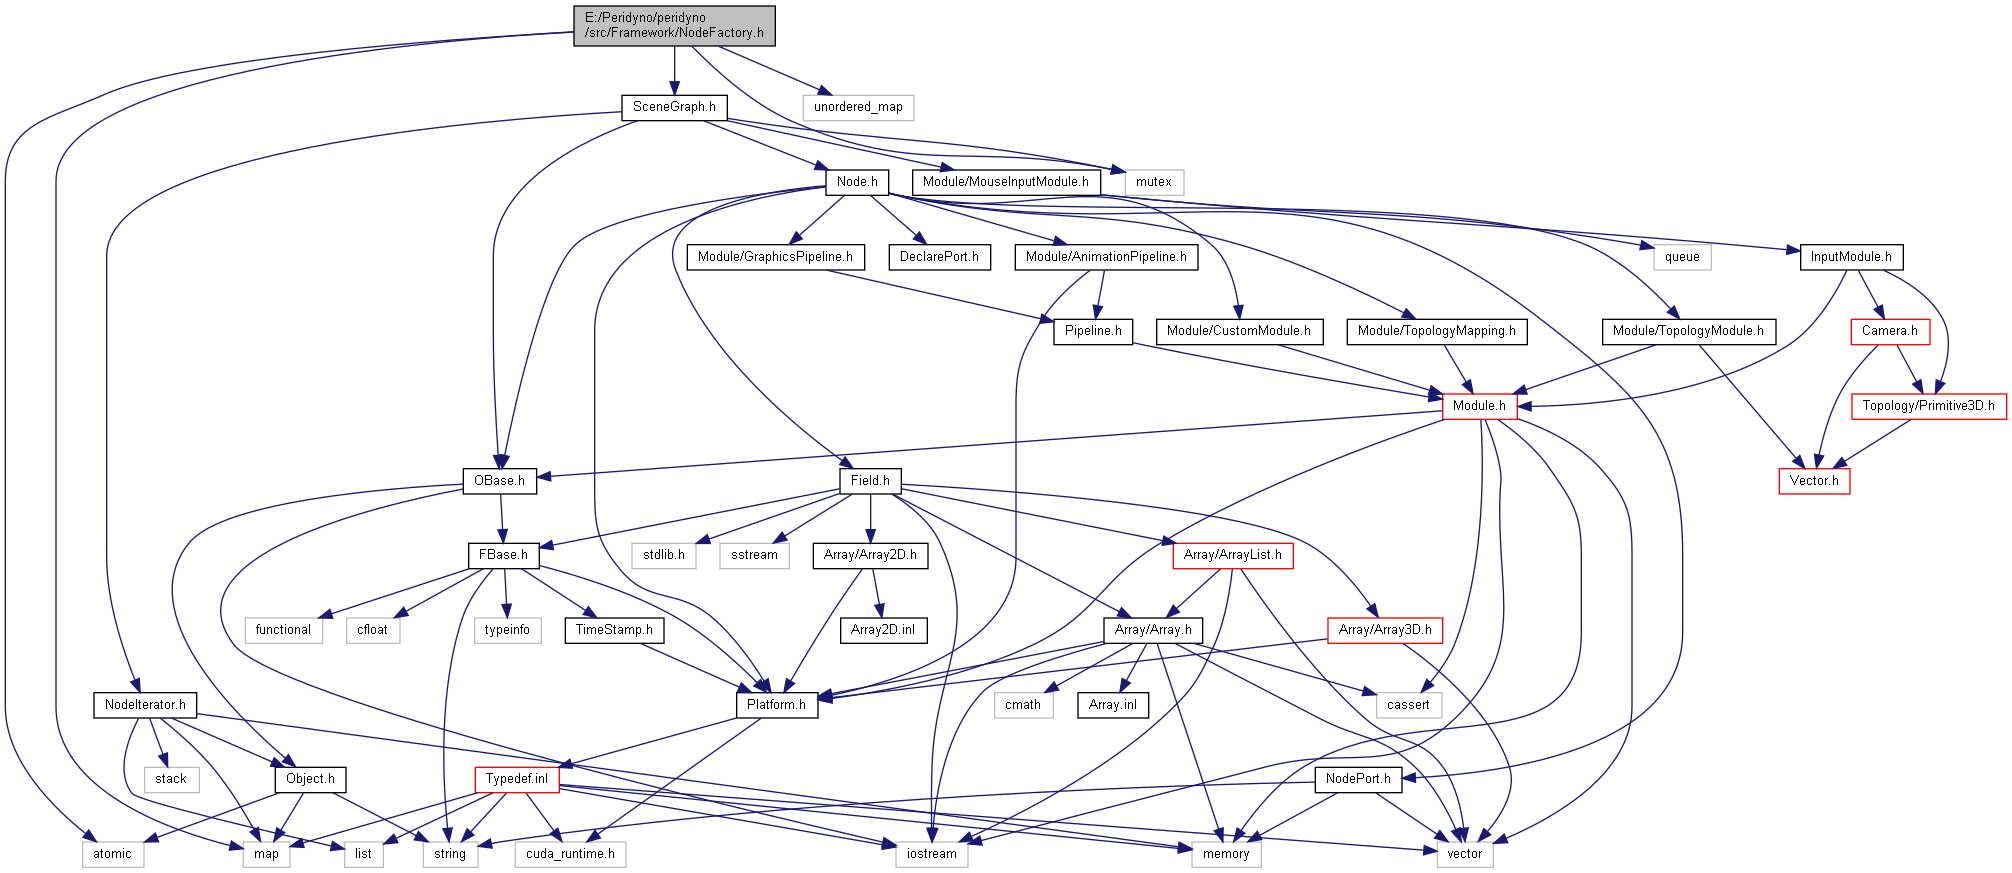 E:/Peridyno/peridyno
/src/Framework/NodeFactory.h
SceneGraph.h
unordered_map
Node.h
Module/MouseInputModule.h
mutex
Module/GraphicsPipeline.h
DeclarePort.h
Module/AnimationPipeline.h
queue
InputModule.h
Pipeline.h
Module/CustomModule.h
Module/TopologyMapping.h
Module/TopologyModule.h
Camera.h
Module.h
Topology/Primitive3D.h
OBase.h
Field.h
Vector.h
FBase.h
stdlib.h
sstream
Array/Array2D.h
Array/ArrayList.h
functional
cfloat
typeinfo
TimeStamp.h
Array2D.inl
Array/Array.h
Array/Array3D.h
NodeIterator.h
Platform.h
cmath
Array.inl
cassert
stack
Object.h
Typedef.inl
NodePort.h
atomic
map
list
string
cuda_runtime.h
iostream
memory
vector